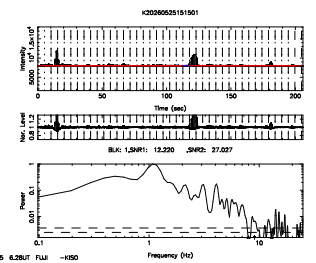 K20260525151501
Intensity
5000 10⁴ 1.5x10⁴
0 50 100 150 200
Time (sec)
Nor. Level
0.8 1 1.2
BLK: 1,SNR1: 12.220 ,SNR2: 27.027
Power
1
0.1
0.01
0.1 1 10
Frequency (Hz)
6.28UT FUJI -KISO